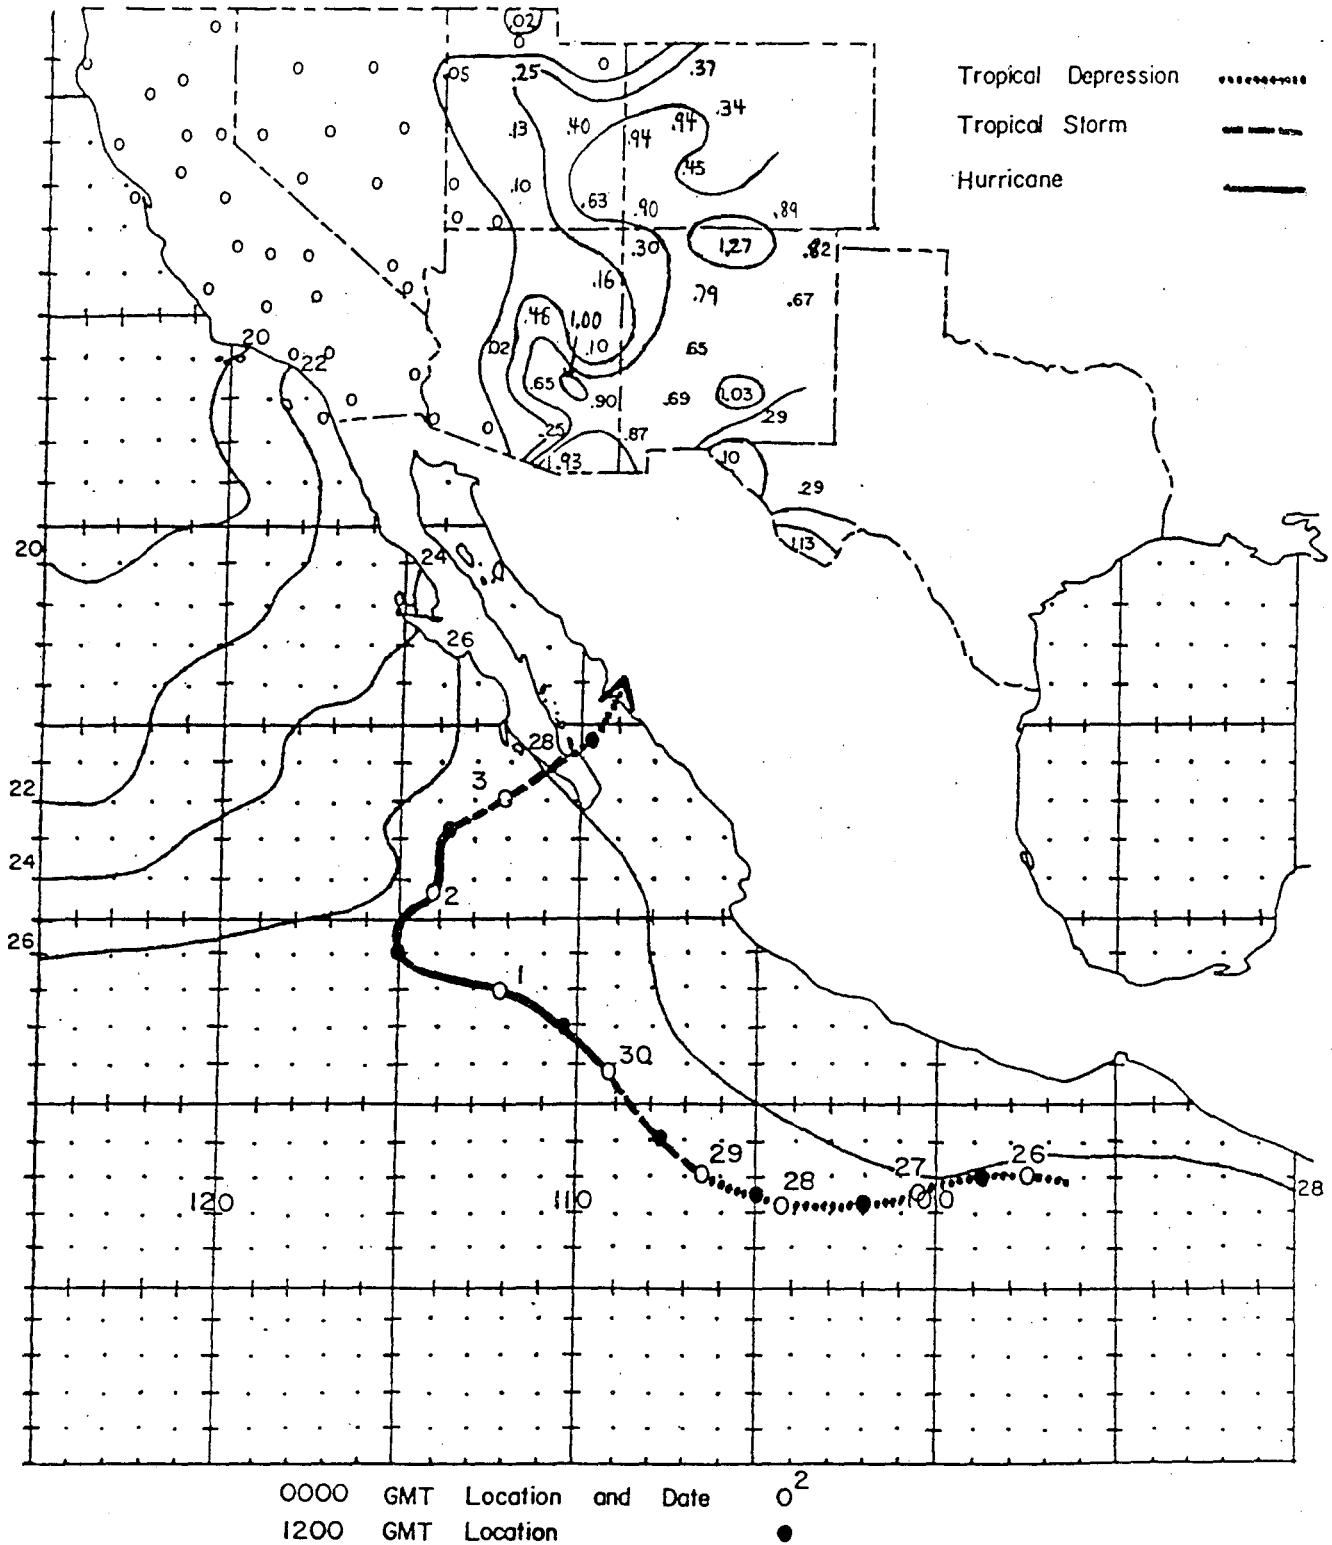 .02
Tropical Depression
.05 .25 .37
Tropical Storm
.34
.13 .40 .94 .94
.45
Hurricane
.10
.63 .90 .89
.30 1.27 .82
.16
.79 .67
.46 1.00
20
.02 .10 .65
22
.65 .90 .69 1.03
.29
.25 .87
1.93 .10
.29
1.13
20
24
26
28
3
22
24
2
26
1
30
29 28 27 26
120 110 100 28
0000 GMT Location and Date O²
1200 GMT Location ●